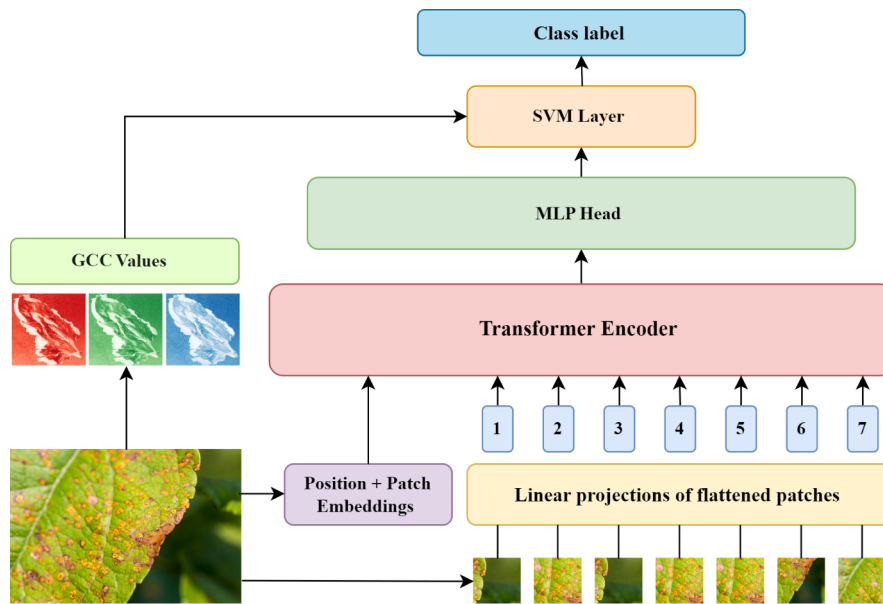 Class label
SVM Layer
MLP Head
GCC Values
Transformer Encoder
1 2 3 4 5 6 7
Position + Patch
Embeddings
Linear projections of flattened patches